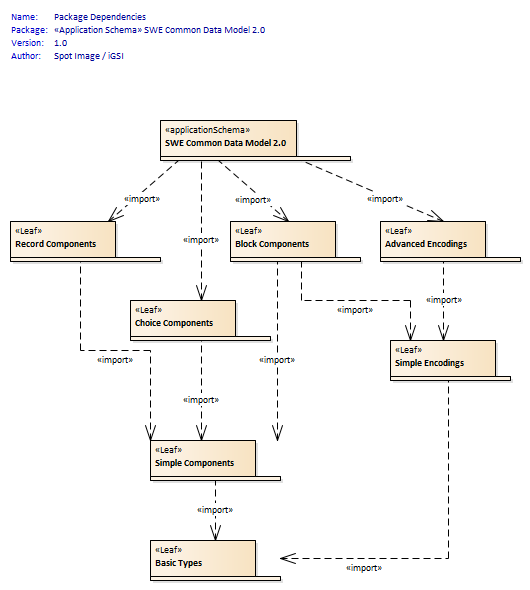 Name: Package Dependencies
Package: «Application Schema» SWE Common Data Model 2.0
Version: 1.0
Author: Spot Image / iGSI
«applicationSchema»
SWE Common Data Model 2.0
«import»
«import»
«import»
«import»
«Leaf»
Record Components
«Leaf»
Block Components
«Leaf»
Advanced Encodings
«import»
«import»
«Leaf»
Choice Components
«Leaf»
Simple Encodings
«import»
«import»
«import»
«Leaf»
Simple Components
«import»
«Leaf»
Basic Types
«import»